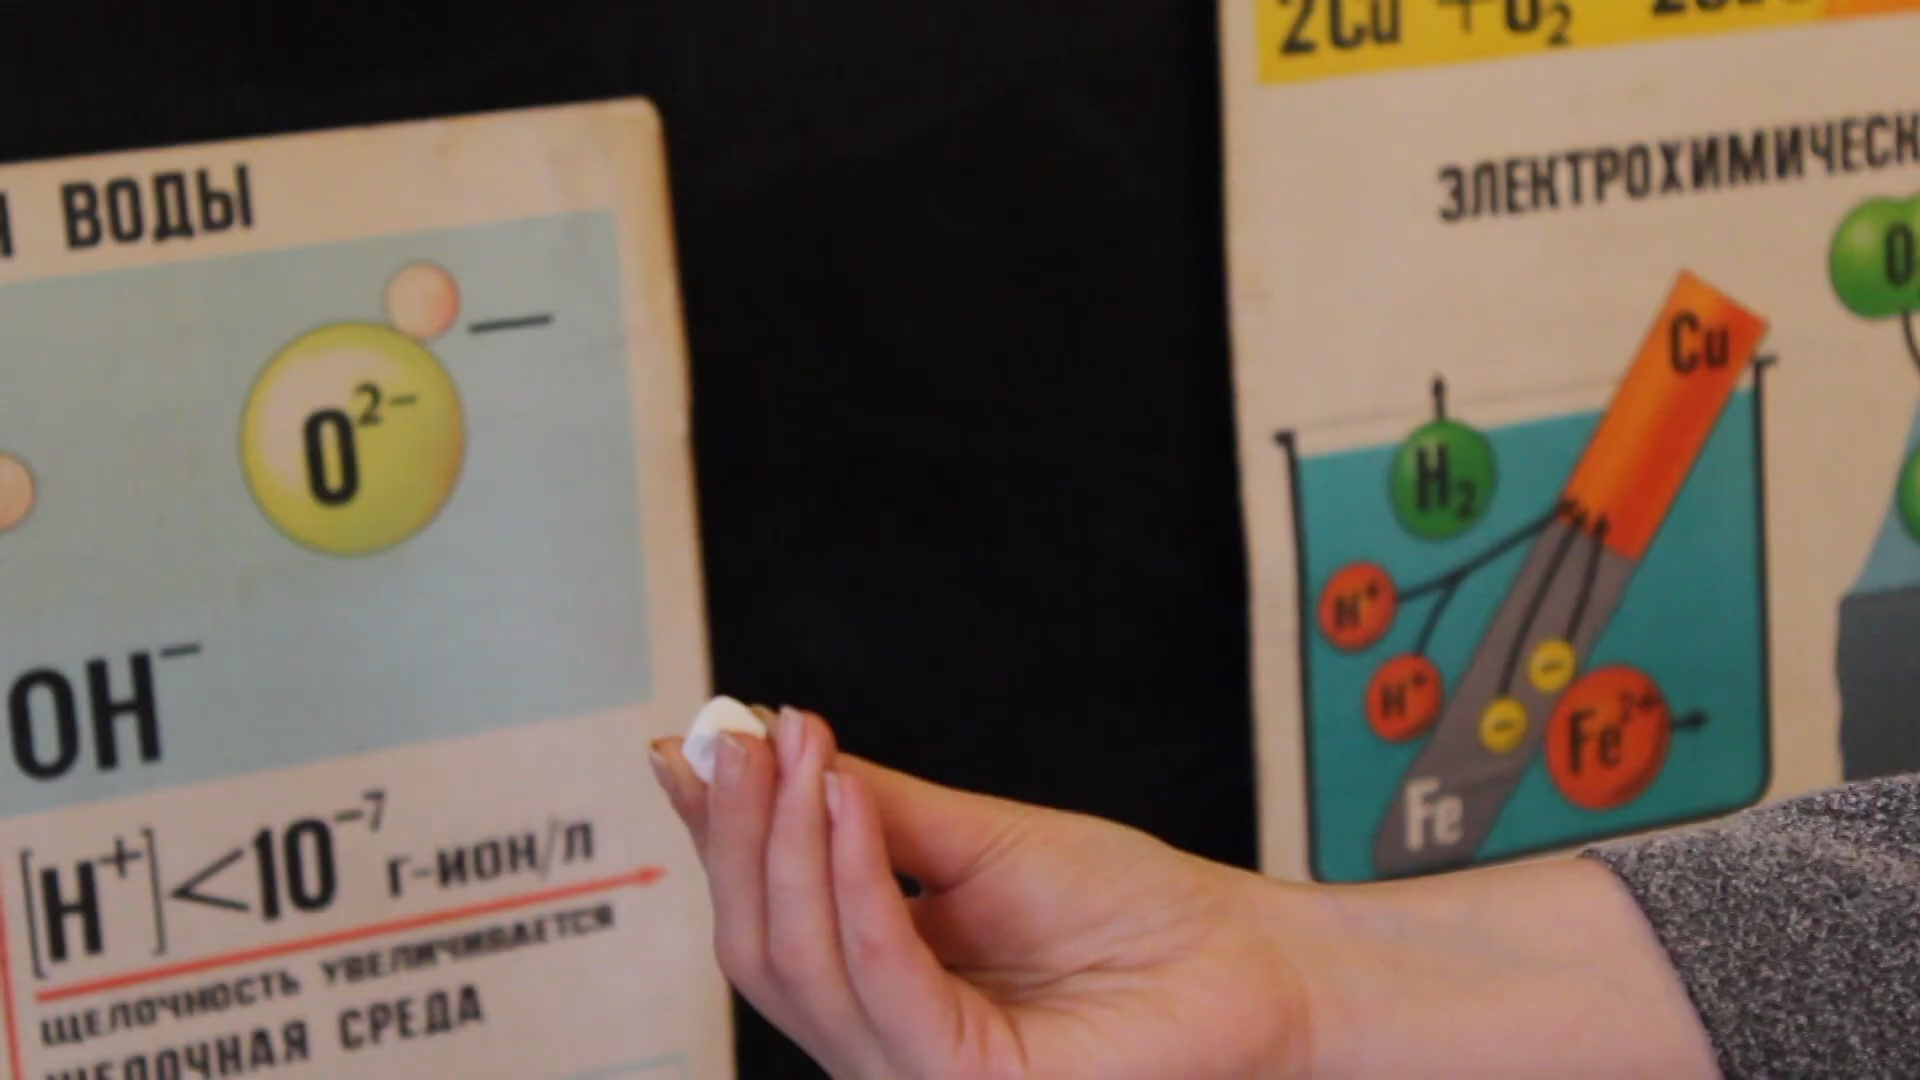 ВОДЫ
O²⁻
OH⁻
[H⁺]<10⁻⁷ г-ион/л
ЩЕЛОЧНОСТЬ УВЕЛИЧИВАЕТСЯ
ЩЕЛОЧНАЯ СРЕДА
2Cu +O₂
ЭЛЕКТРОХИМИЧЕСК
Cu
H₂
H⁺
H⁺
−
−
Fe²⁺
Fe
O